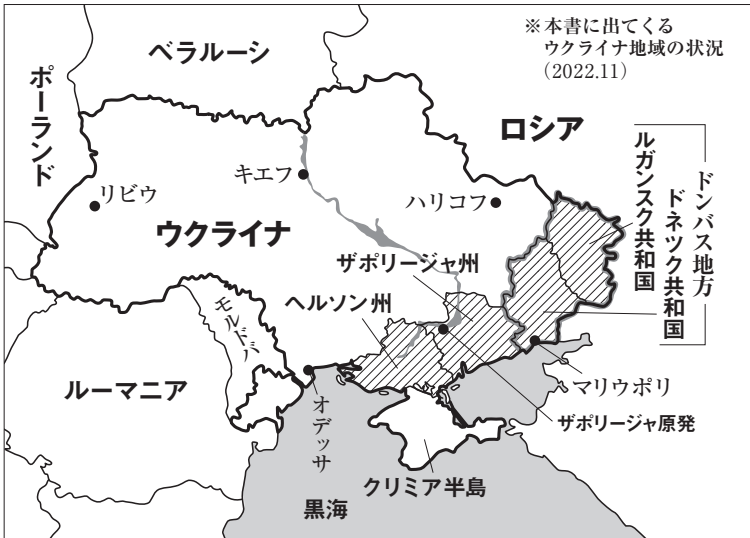 ※本書に出てくる
ウクライナ地域の状況
(2022.11)
ベラルーシ
ポーランド
ロシア
キエフ
リビウ
ハリコフ
ウクライナ
ドンバス地方
ルガンスク共和国
ドネツク共和国
ザポリージャ州
ヘルソン州
モルドバ
ルーマニア
オデッサ
マリウポリ
ザポリージャ原発
クリミア半島
黒海